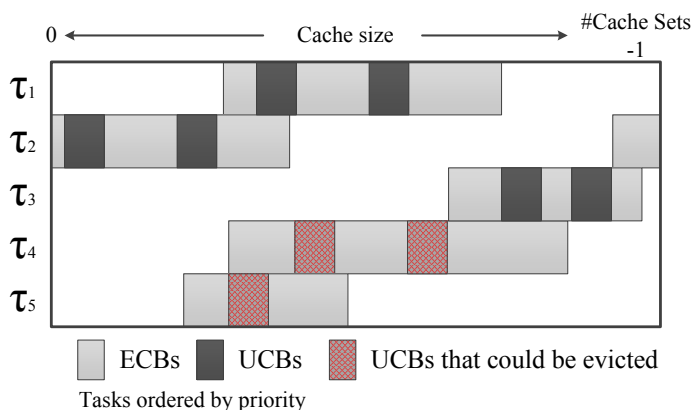 #Cache Sets
0 Cache size -1
τ1
τ2
τ3
τ4
τ5
ECBs UCBs UCBs that could be evicted
Tasks ordered by priority